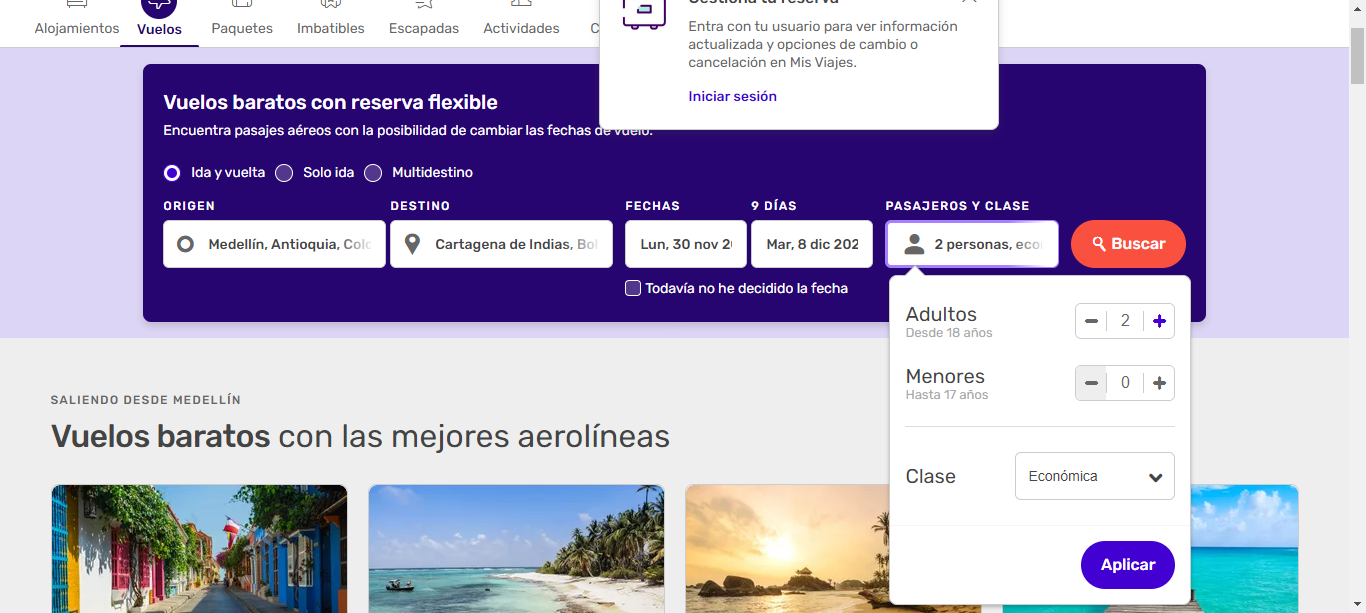 Gestiona tu reserva
Alojamientos
Vuelos
Paquetes
Imbatibles
Escapadas
Actividades
C
Entra con tu usuario para ver información
actualizada y opciones de cambio o
cancelación en Mis Viajes.
Iniciar sesión
Vuelos baratos con reserva flexible
Encuentra pasajes aéreos con la posibilidad de cambiar las fechas de vuelo.
Ida y vuelta
Solo ida
Multidestino
ORIGEN
DESTINO
FECHAS
9 DÍAS
PASAJEROS Y CLASE
Medellín, Antioquia, Colo
Cartagena de Indias, Bol
Lun, 30 nov 2
Mar, 8 dic 202
2 personas, eco
Buscar
Todavía no he decidido la fecha
Adultos
Desde 18 años
2
Menores
Hasta 17 años
0
Clase
Económica
Aplicar
SALIENDO DESDE MEDELLÍN
Vuelos baratos con las mejores aerolíneas